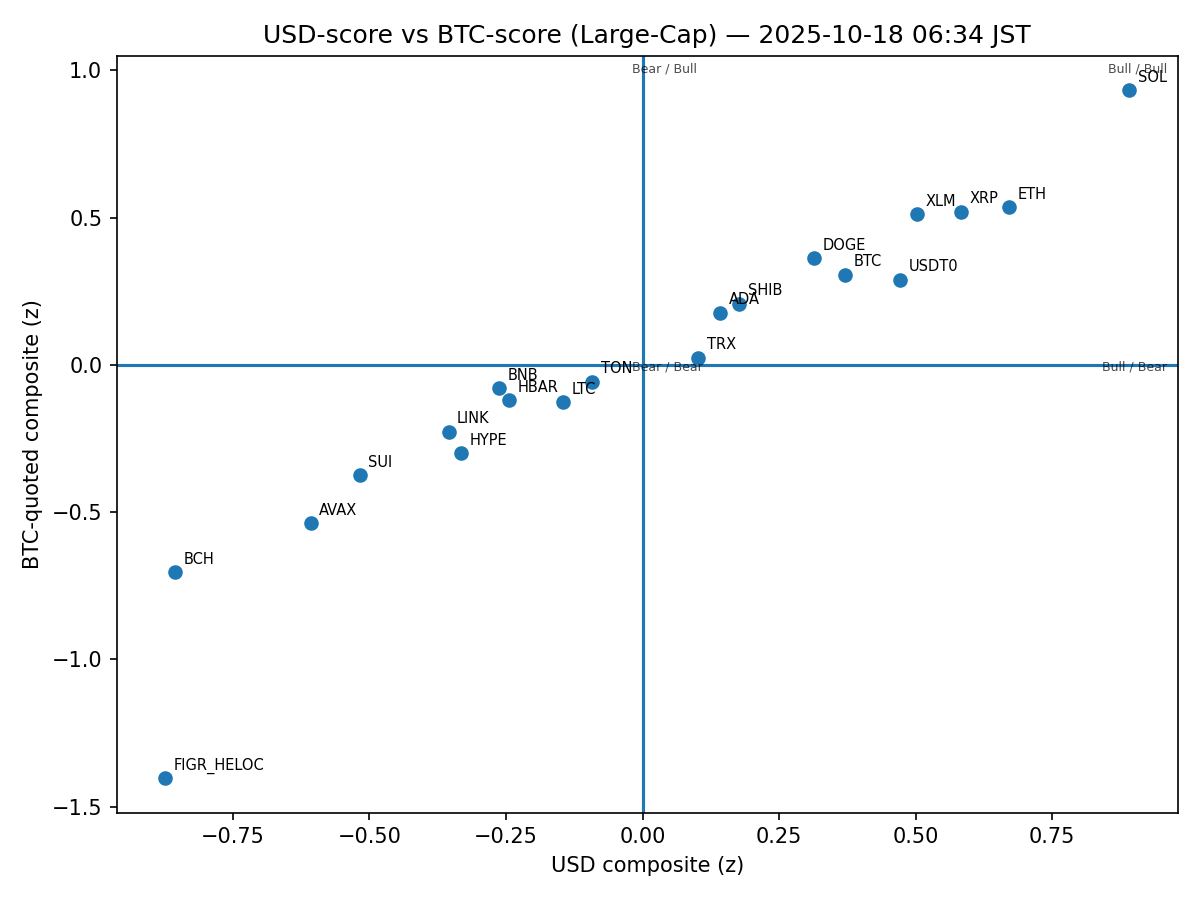 USD-score vs BTC-score (Large-Cap) — 2025-10-18 06:34 JST
Bear / Bull
Bull / Bull
SOL
ETH
XRP
XLM
DOGE
BTC
USDT0
SHIB
ADA
TRX
TON
Bear / Bear
Bull / Bear
BNB
HBAR
LTC
LINK
HYPE
SUI
AVAX
BCH
FIGR_HELOC
1.0
0.5
0.0
−0.5
−1.0
−1.5
BTC-quoted composite (z)
−0.75 −0.50 −0.25 0.00 0.25 0.50 0.75
USD composite (z)